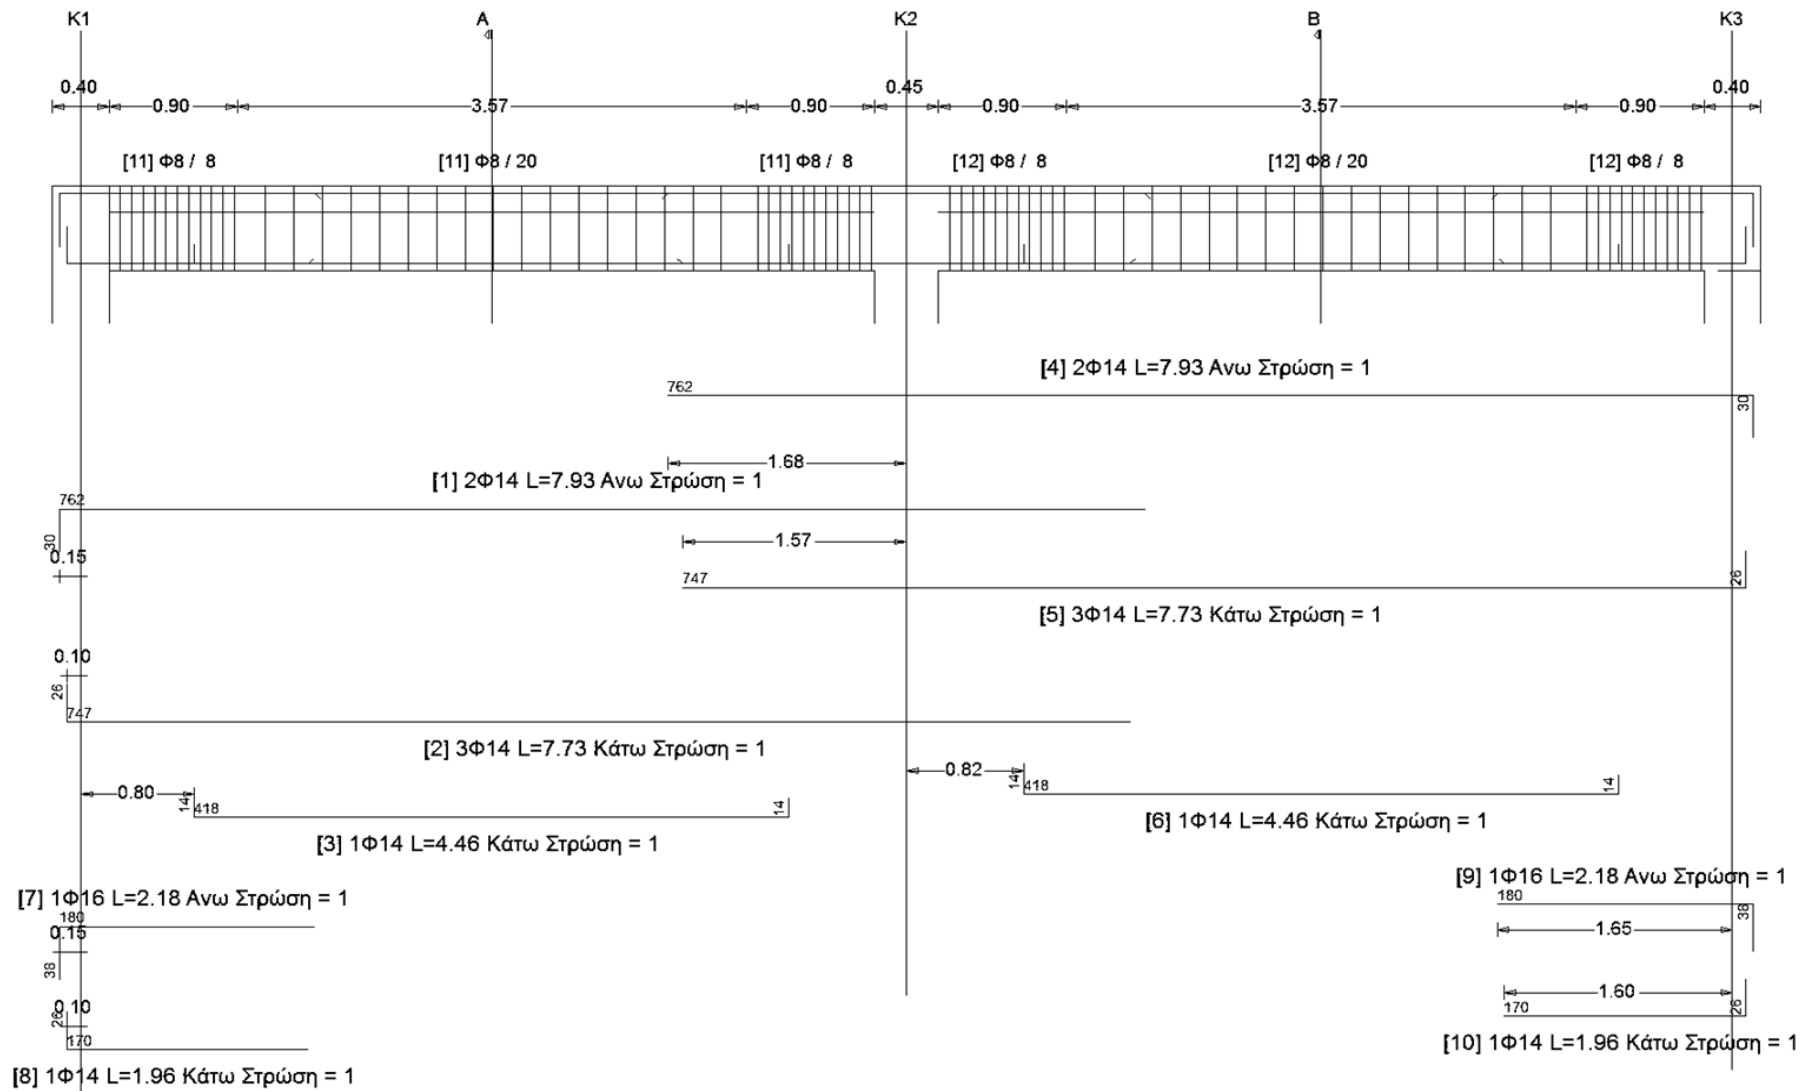 K1 A K2 B K3
0.40 0.45 0.40
0.90 3.57 0.90 0.90 3.57 0.90
[11] Φ8 / 8 [11] Φ8 / 20 [11] Φ8 / 8 [12] Φ8 / 8 [12] Φ8 / 20 [12] Φ8 / 8
[4] 2Φ14 L=7.93 Ανω Στρώση = 1
762
30
1.68
[1] 2Φ14 L=7.93 Ανω Στρώση = 1
762
30
1.57
0.15
747
26
[5] 3Φ14 L=7.73 Κάτω Στρώση = 1
0.10
26
747
[2] 3Φ14 L=7.73 Κάτω Στρώση = 1
0.82
14 418 14
0.80
14 418 14
[6] 1Φ14 L=4.46 Κάτω Στρώση = 1
[3] 1Φ14 L=4.46 Κάτω Στρώση = 1
[9] 1Φ16 L=2.18 Ανω Στρώση = 1
[7] 1Φ16 L=2.18 Ανω Στρώση = 1
180
38
180
0.15
38
1.65
1.60
0.10
26
170
26
170
[10] 1Φ14 L=1.96 Κάτω Στρώση = 1
[8] 1Φ14 L=1.96 Κάτω Στρώση = 1